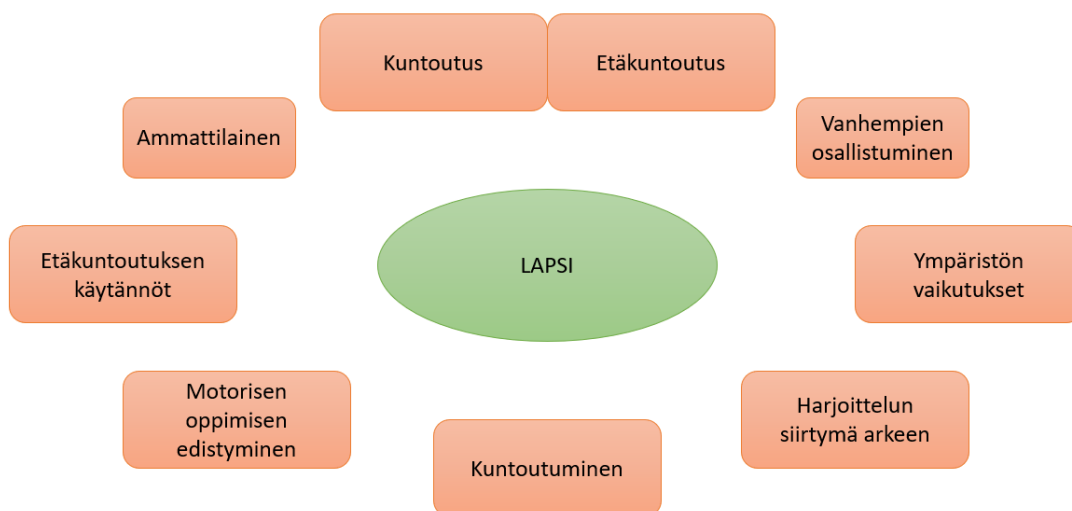 Kuntoutus
Etäkuntoutus
Ammattilainen
Vanhempien
osallistuminen
Etäkuntoutuksen
käytännöt
LAPSI
Ympäristön
vaikutukset
Motorisen
oppimisen
edistyminen
Kuntoutuminen
Harjoittelun
siirtymä arkeen